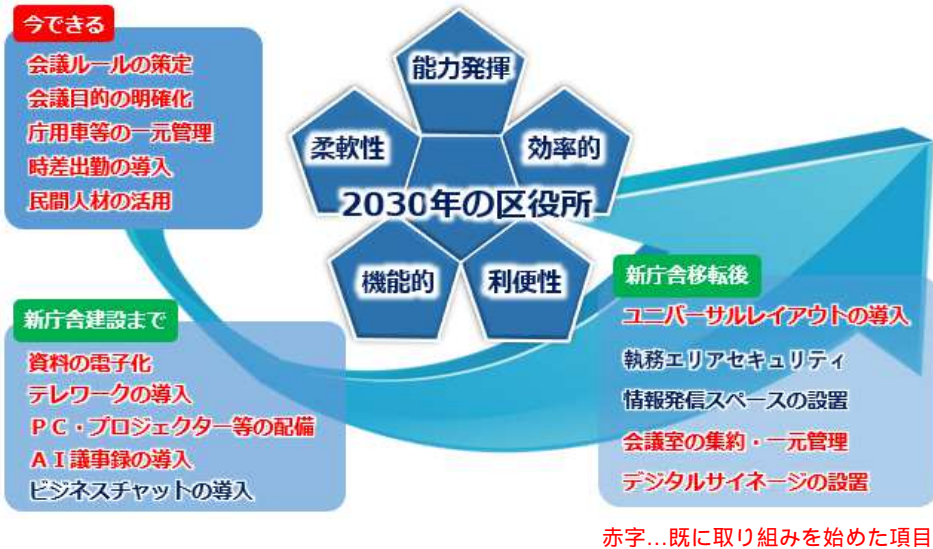 今できる
会議ルールの策定
会議目的の明確化
庁用車等の一元管理
時差出勤の導入
民間人材の活用
能力発揮
柔軟性
効率的
2030年の区役所
機能的
利便性
新庁舎建設まで
資料の電子化
テレワークの導入
ＰＣ・プロジェクター等の配備
ＡＩ議事録の導入
ビジネスチャットの導入
新庁舎移転後
ユニバーサルレイアウトの導入
執務エリアセキュリティ
情報発信スペースの設置
会議室の集約・一元管理
デジタルサイネージの設置
赤字…既に取り組みを始めた項目